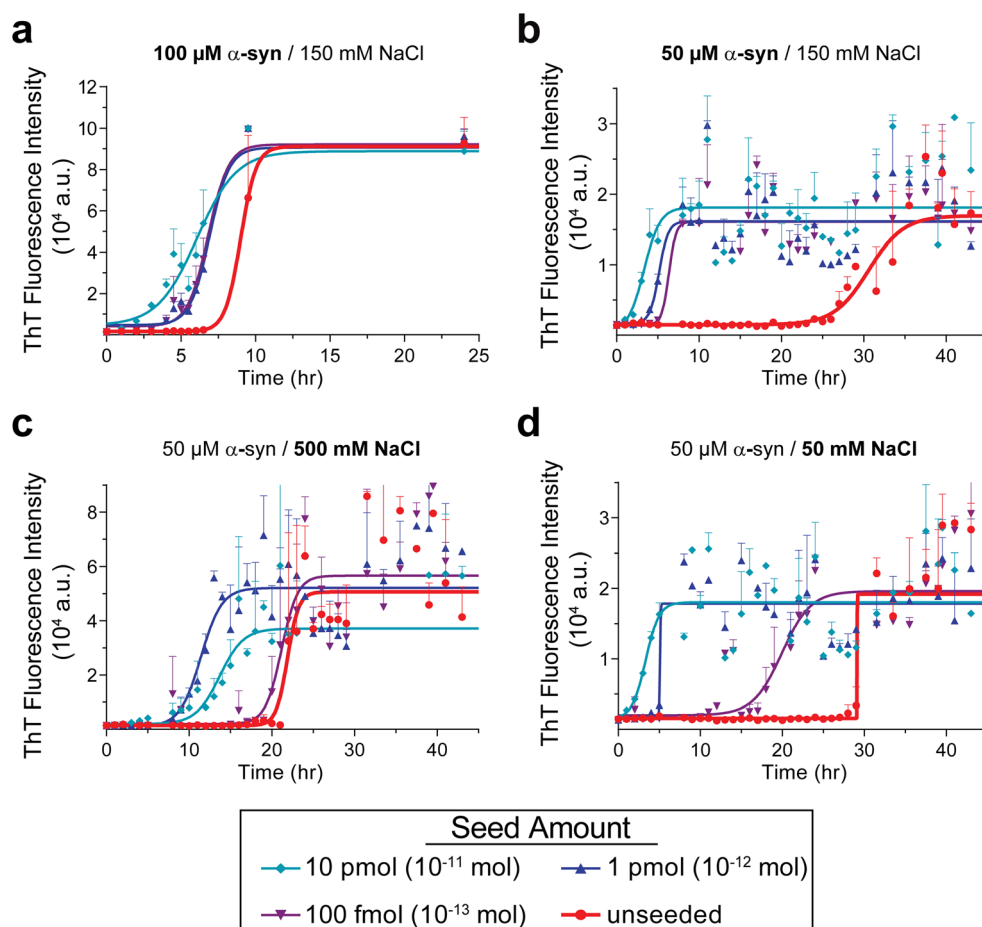 a
100 µM α-syn / 150 mM NaCl
ThT Fluorescence Intensity
(10⁴ a.u.)
12
10
8
6
4
2
0
5
10
15
20
25
Time (hr)
b
50 µM α-syn / 150 mM NaCl
ThT Fluorescence Intensity
(10⁴ a.u.)
3
2
1
0
10
20
30
40
Time (hr)
c
50 µM α-syn / 500 mM NaCl
ThT Fluorescence Intensity
(10⁴ a.u.)
8
6
4
2
0
10
20
30
40
Time (hr)
d
50 µM α-syn / 50 mM NaCl
ThT Fluorescence Intensity
(10⁴ a.u.)
3
2
1
0
10
20
30
40
Time (hr)
Seed Amount
10 pmol (10⁻¹¹ mol)
1 pmol (10⁻¹² mol)
100 fmol (10⁻¹³ mol)
unseeded